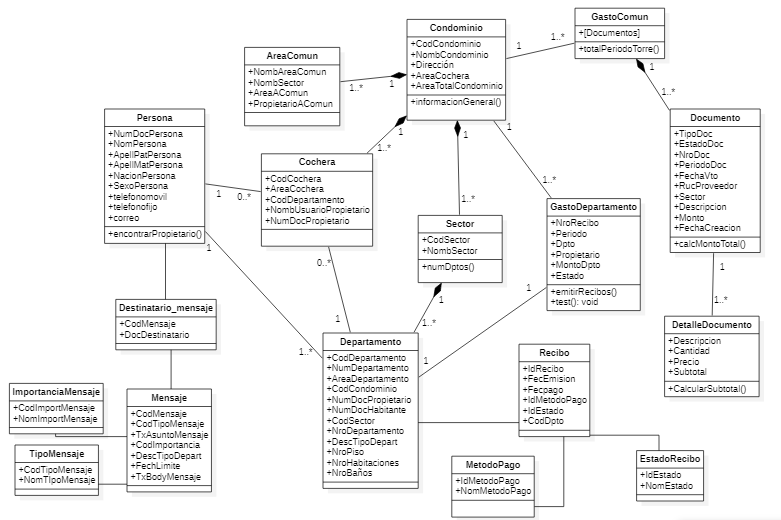 GastoComun
+[Documentos]
+totalPeriodoTorre()
Condominio
+CodCondominio
+NombCondominio
+Dirección
+AreaCochera
+AreaTotalCondominio
+informacionGeneral()
1
1..*
1
1..*
AreaComun
+NombAreaComun
+NombSector
+AreaAComun
+PropietarioAComun
1
1..*
Persona
+NumDocPersona
+NomPersona
+ApellPatPersona
+ApellMatPersona
+NacionPersona
+SexoPersona
+telefonomovil
+telefonofijo
+correo
+encontrarPropietario()
1
0..*
1
1..*
Documento
+TipoDoc
+EstadoDoc
+NroDoc
+PeriodoDoc
+FechaVto
+RucProveedor
+Sector
+Descripcion
+Monto
+FechaCreacion
+calcMontoTotal()
1
1..*
1
1..*
1
1..*
Cochera
+CodCochera
+AreaCochera
+CodDepartamento
+NombUsuarioPropietario
+NumDocPropietario
0..*
1
GastoDepartamento
+NroRecibo
+Periodo
+Dpto
+Propietario
+MontoDpto
+Estado
+emitirRecibos()
+test(): void
1
1
Sector
+CodSector
+NombSector
+numDptos()
1
1..*
1
1..*
Destinatario_mensaje
+CodMensaje
+DocDestinatario
DetalleDocumento
+Descripcion
+Cantidad
+Precio
+Subtotal
+CalcularSubtotal()
Departamento
+CodDepartamento
+NumDepartamento
+AreaDepartamento
+CodCondominio
+NumDocPropietario
+NumDocHabitante
+CodSector
+NroDepartamento
+DescTipoDepart
+NroPiso
+NroHabitaciones
+NroBaños
Recibo
+IdRecibo
+FecEmision
+Fecpago
+IdMetodoPago
+IdEstado
+CodDpto
ImportanciaMensaje
+CodImportMensaje
+NomImportMensaje
Mensaje
+CodMensaje
+CodTipoMensaje
+TxAsuntoMensaje
+CodImportancia
+DescTipoDepart
+FechLimite
+TxBodyMensaje
TipoMensaje
+CodTipoMensaje
+NomTIpoMensaje
MetodoPago
+IdMetodoPago
+NomMetodoPago
EstadoRecibo
+IdEstado
+NomEstado